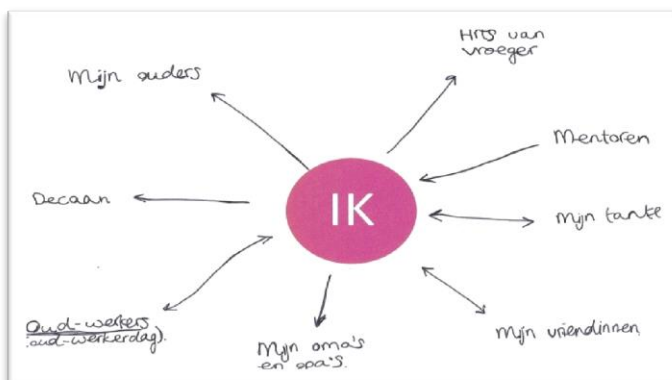 Hits van
vroeger
Mijn ouders
Mentoren
Decaan
IK
Mijn tante
Oud-werkers
oud-werkerdag).
Mijn oma's
en opa's.
Mijn vriendinnen